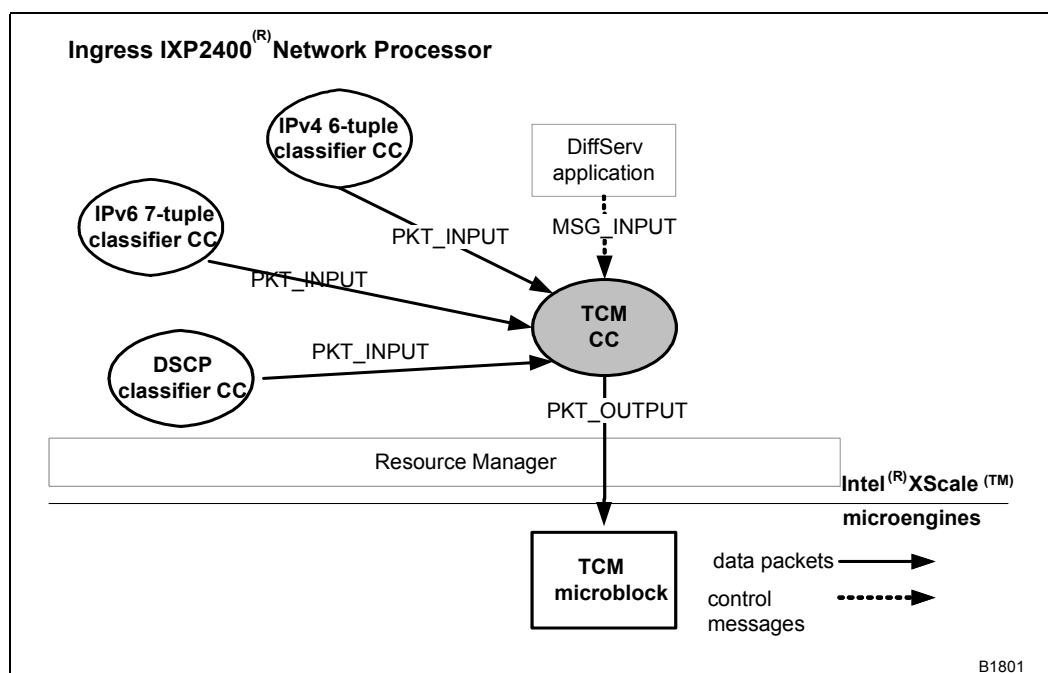 Ingress IXP2400(R) Network Processor
IPv4 6-tuple
classifier CC
DiffServ
application
IPv6 7-tuple
classifier CC
PKT_INPUT
MSG_INPUT
PKT_INPUT
TCM
CC
DSCP
classifier CC
PKT_INPUT
PKT_OUTPUT
Resource Manager
Intel(R)XScale (TM)
microengines
TCM
microblock
data packets
control
messages
B1801